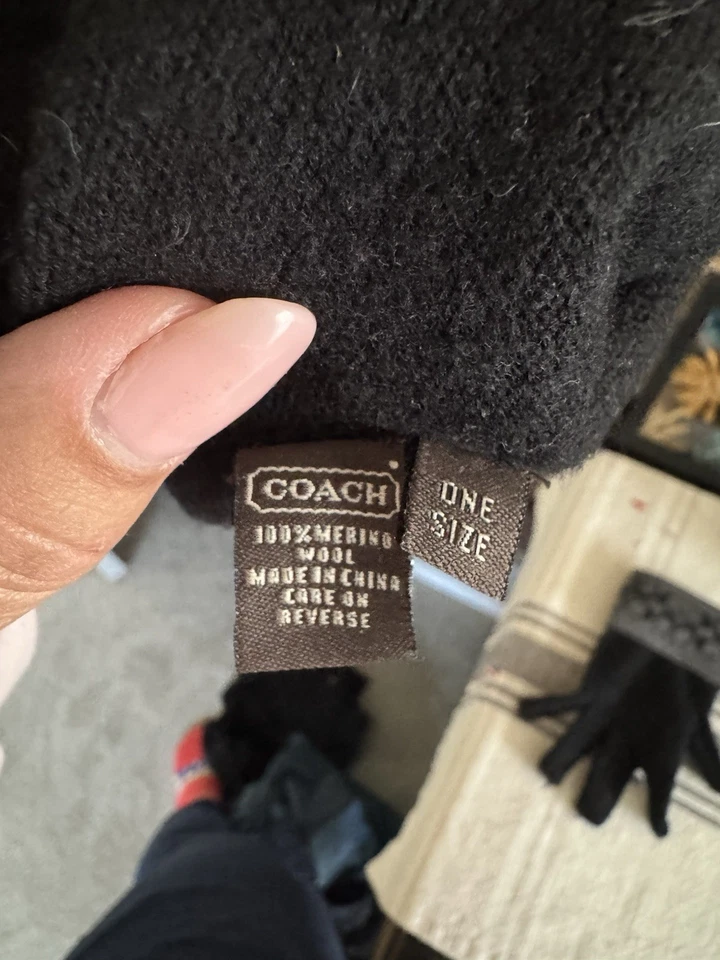 COACH
100% MERINO
WOOL
MADE IN CHINA
CARE ON
REVERSE
ONE
SIZE